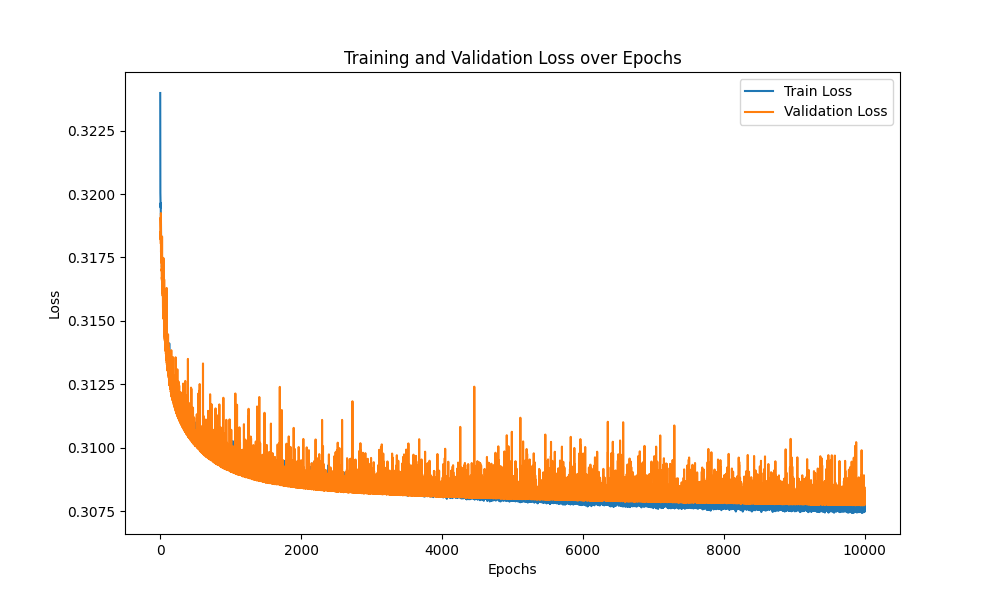 Training and Validation Loss over Epochs
Train Loss
Validation Loss
0.3225
0.3200
0.3175
0.3150
0.3125
0.3100
0.3075
Loss
0 2000 4000 6000 8000 10000
Epochs